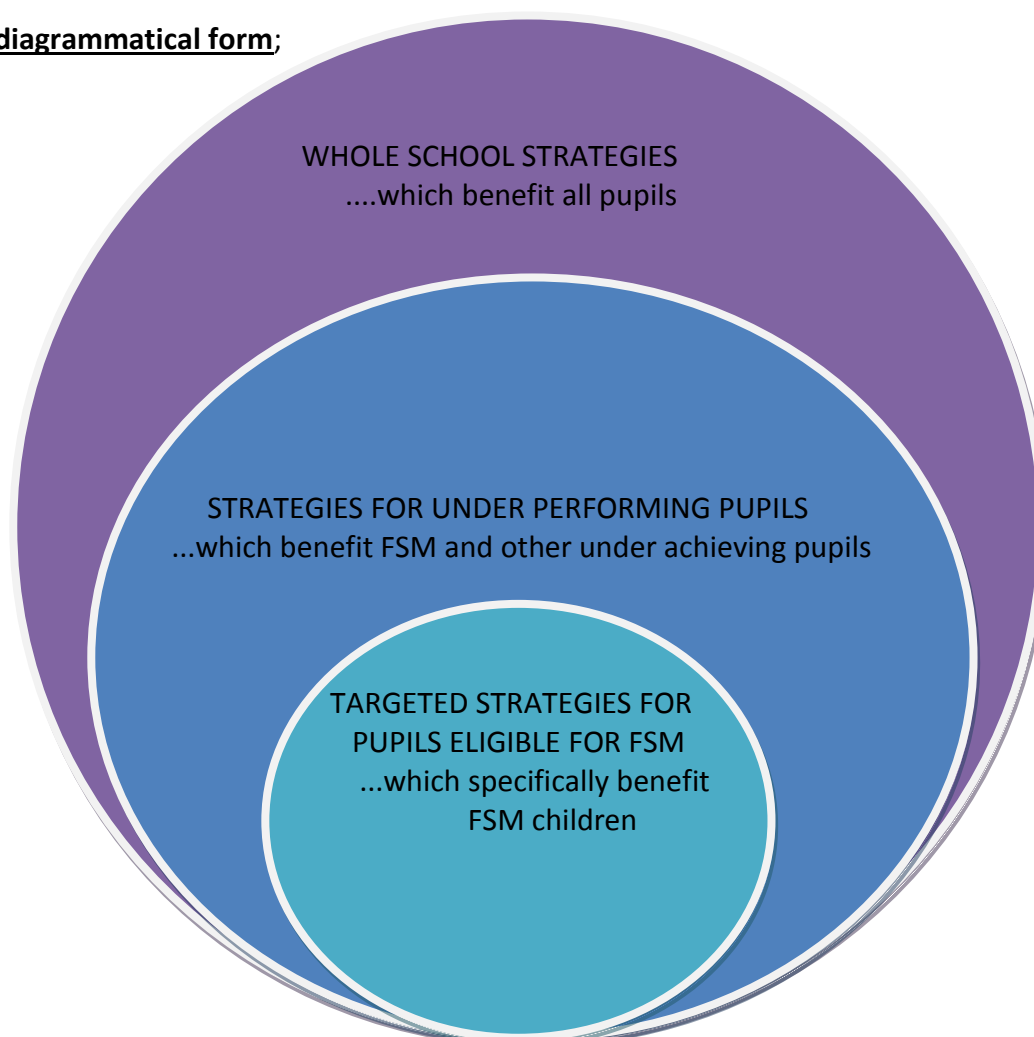 diagrammatical form;
WHOLE SCHOOL STRATEGIES
....which benefit all pupils
STRATEGIES FOR UNDER PERFORMING PUPILS
...which benefit FSM and other under achieving pupils
TARGETED STRATEGIES FOR
PUPILS ELIGIBLE FOR FSM
...which specifically benefit
FSM children